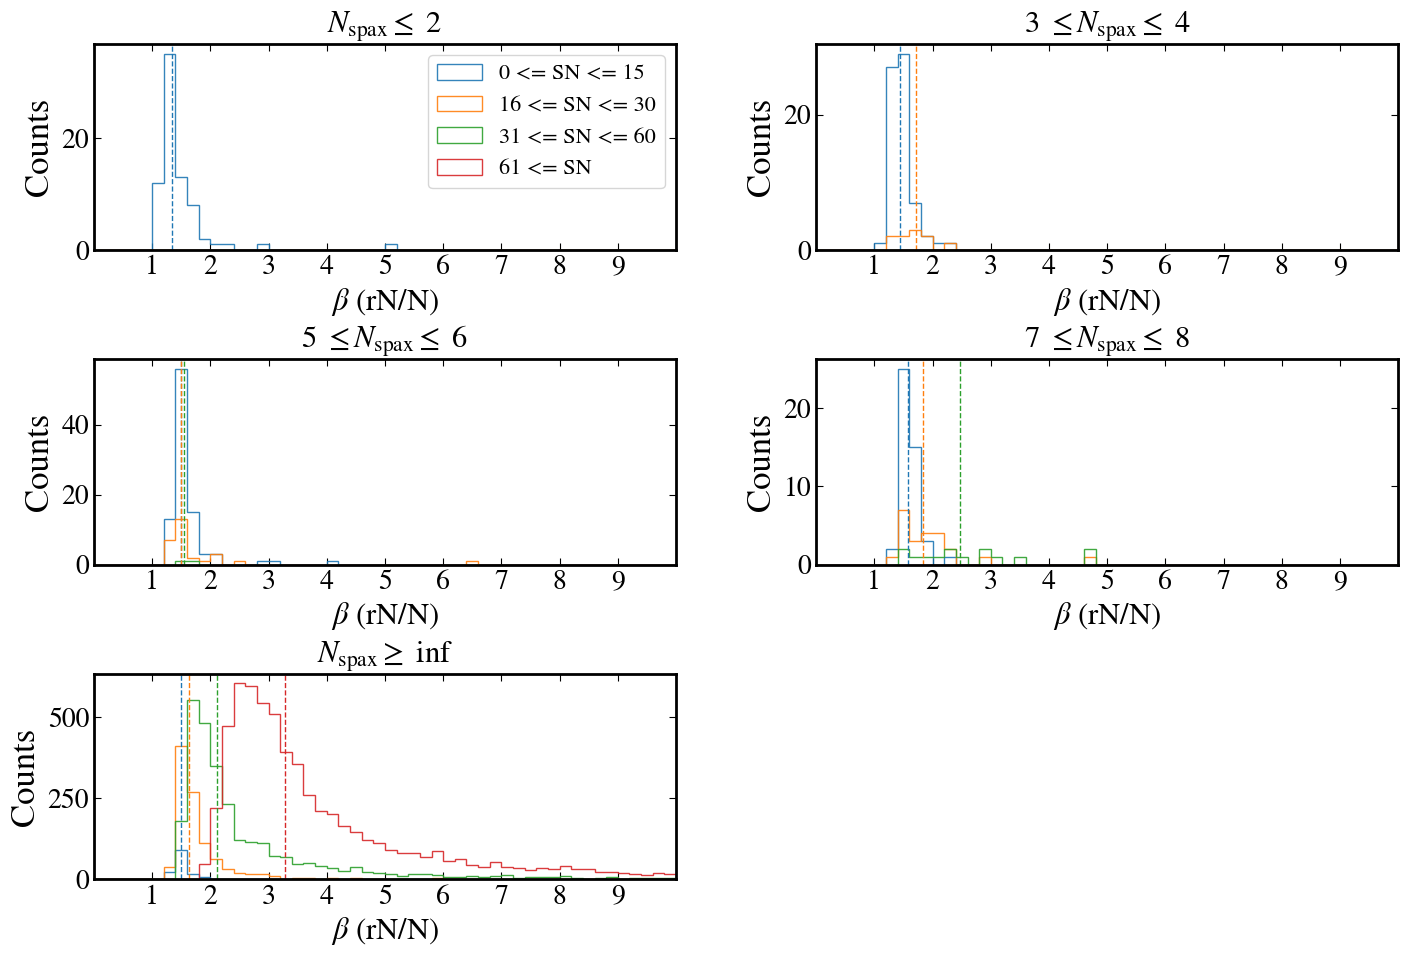 N_spax ≤ 2
Counts
20
0
0 <= SN <= 15
16 <= SN <= 30
31 <= SN <= 60
61 <= SN
1 2 3 4 5 6 7 8 9
β (rN/N)
3 ≤ N_spax ≤ 4
Counts
20
0
1 2 3 4 5 6 7 8 9
β (rN/N)
5 ≤ N_spax ≤ 6
Counts
40
20
0
1 2 3 4 5 6 7 8 9
β (rN/N)
7 ≤ N_spax ≤ 8
Counts
20
10
0
1 2 3 4 5 6 7 8 9
β (rN/N)
N_spax ≥ inf
Counts
500
250
0
1 2 3 4 5 6 7 8 9
β (rN/N)